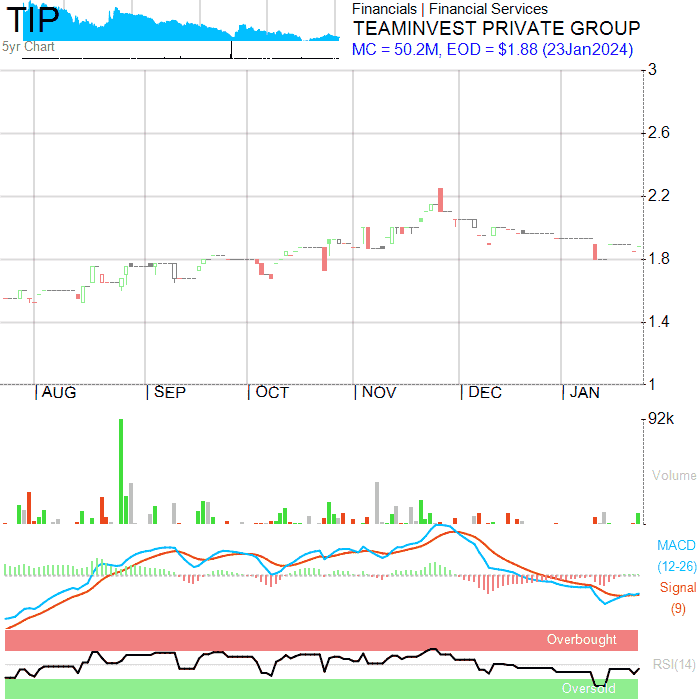 TIP
5yr Chart
Financials | Financial Services
TEAMINVEST PRIVATE GROUP
MC = 50.2M, EOD = $1.88 (23Jan2024)
3
2.6
2.2
1.8
1.4
1
|AUG |SEP |OCT |NOV |DEC |JAN
92k
Volume
MACD
(12-26)
Signal
(9)
Overbought
RSI(14)
Oversold